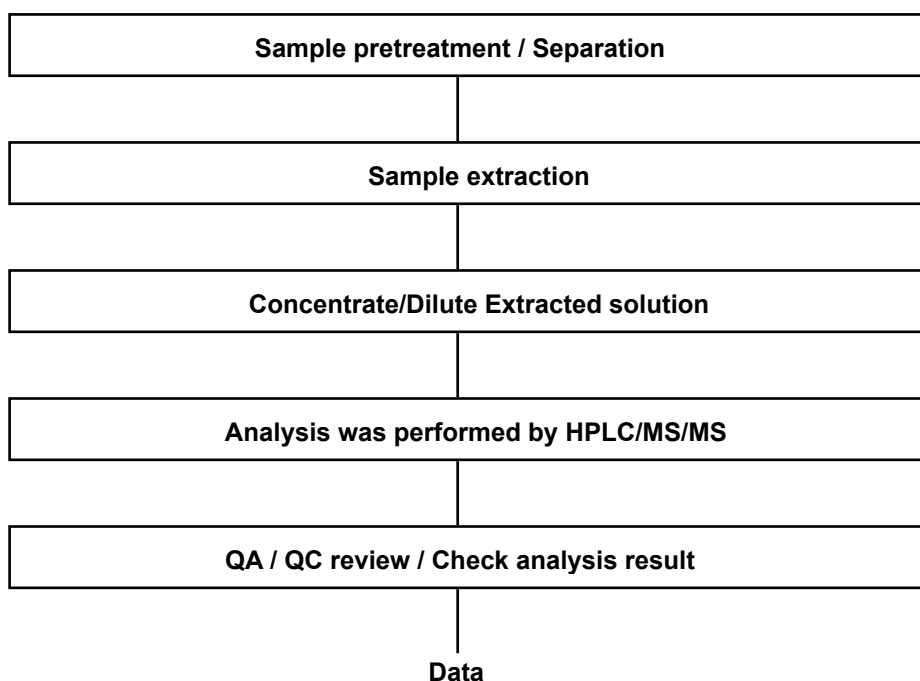 Sample pretreatment / Separation
Sample extraction
Concentrate/Dilute Extracted solution
Analysis was performed by HPLC/MS/MS
QA / QC review / Check analysis result
Data